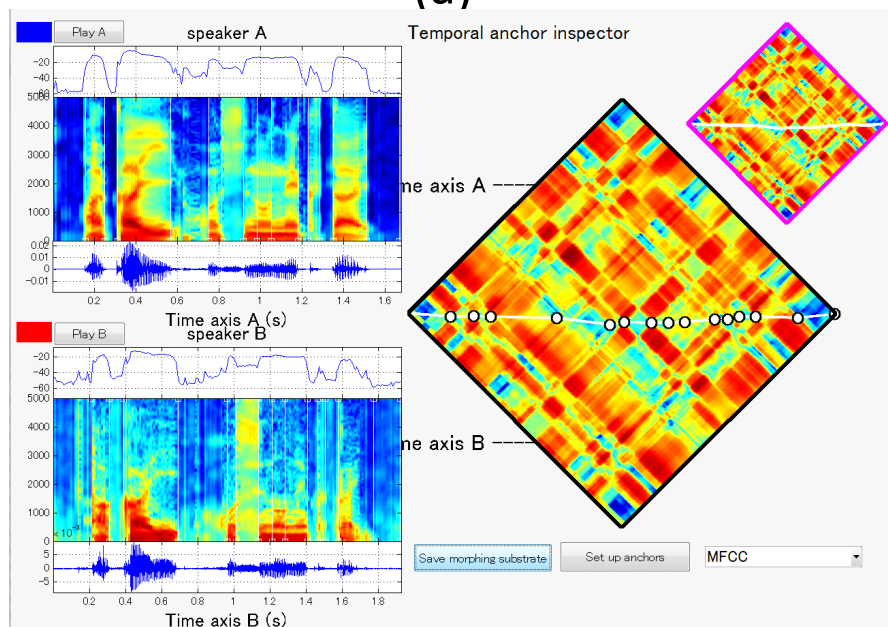 (d)
Play A
speaker A
Temporal anchor inspector
-20
-40
-60
5000
4000
3000
2000
1000
0
0.02
0.01
0
-0.01
0.2 0.4 0.6 0.8 1 1.2 1.4 1.6
Time axis A (s)
me axis A
Play B
speaker B
-20
-40
-60
5000
4000
3000
2000
1000
0
5
0
-5
0.2 0.4 0.6 0.8 1 1.2 1.4 1.6 1.8
Time axis B (s)
me axis B
Save morphing substrate
Set up anchors
MFCC